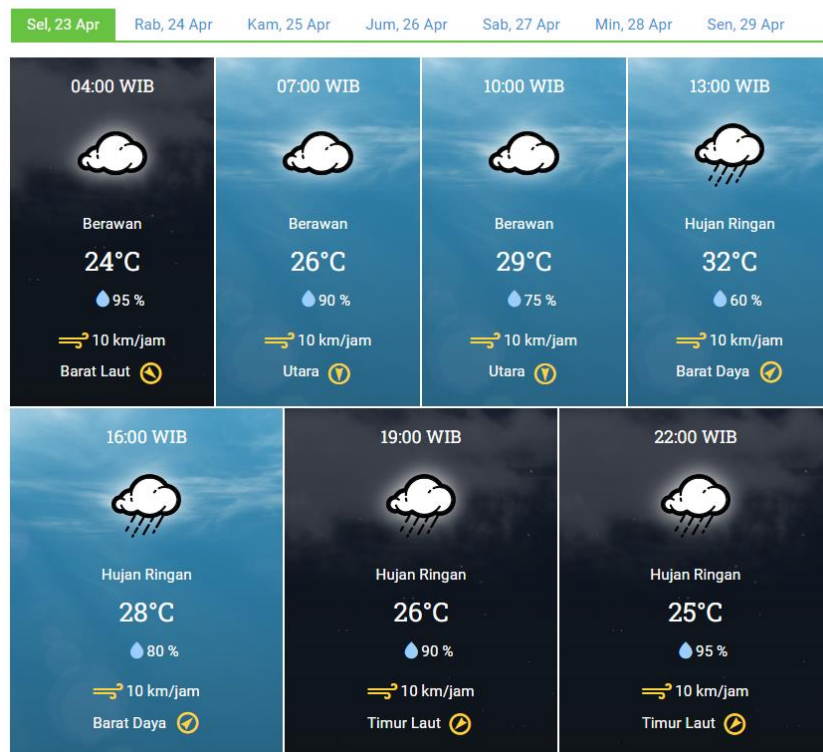 Sel, 23 Apr Rab, 24 Apr Kam, 25 Apr Jum, 26 Apr Sab, 27 Apr Min, 28 Apr Sen, 29 Apr
04:00 WIB
Berawan
24°C
95 %
10 km/jam
Barat Laut
07:00 WIB
Berawan
26°C
90 %
10 km/jam
Utara
10:00 WIB
Berawan
29°C
75 %
10 km/jam
Utara
13:00 WIB
Hujan Ringan
32°C
60 %
10 km/jam
Barat Daya
16:00 WIB
Hujan Ringan
28°C
80 %
10 km/jam
Barat Daya
19:00 WIB
Hujan Ringan
26°C
90 %
10 km/jam
Timur Laut
22:00 WIB
Hujan Ringan
25°C
95 %
10 km/jam
Timur Laut